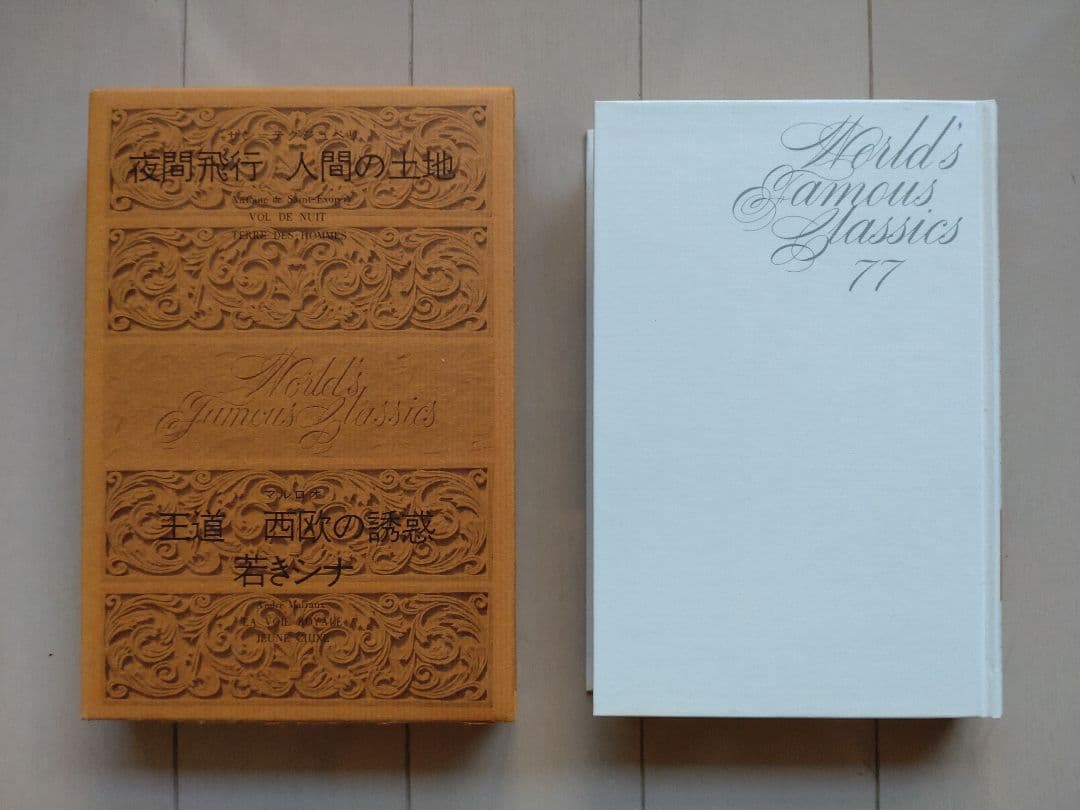 サン=テグジュペリ
夜間飛行 人間の土地
Antoine de Saint-Exupéry
VOL DE NUIT
TERRE DES HOMMES
World's
Famous Classics
マルロオ
王道 西欧の誘惑
若きシナ
André Malraux
LA VOIE ROYALE
JEUNE CHINE
World's
Famous
Classics
77